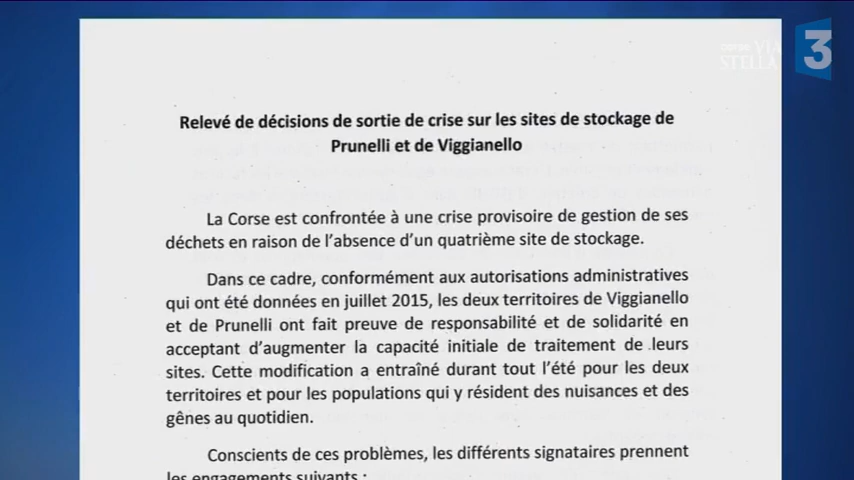 CORSE VIA
STELLA
3
Relevé de décisions de sortie de crise sur les sites de stockage de
Prunelli et de Viggianello
La Corse est confrontée à une crise provisoire de gestion de ses
déchets en raison de l'absence d'un quatrième site de stockage.
Dans ce cadre, conformément aux autorisations administratives
qui ont été données en juillet 2015, les deux territoires de Viggianello
et de Prunelli ont fait preuve de responsabilité et de solidarité en
acceptant d'augmenter la capacité initiale de traitement de leurs
sites. Cette modification a entraîné durant tout l'été pour les deux
territoires et pour les populations qui y résident des nuisances et des
gênes au quotidien.
Conscients de ces problèmes, les différents signataires prennent
les engagements suivants :